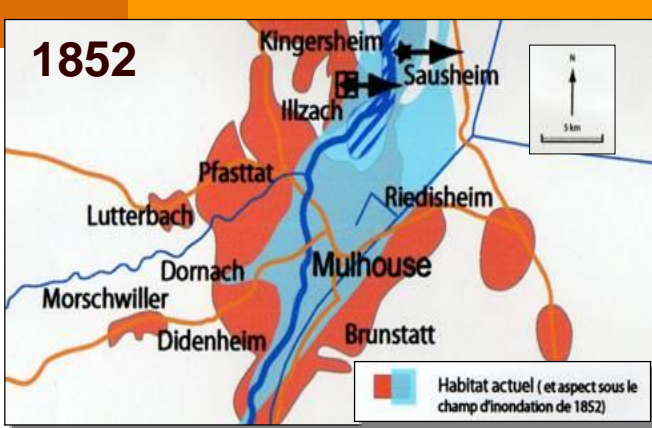 1852
Kingersheim
Sausheim
Illzach
N
5 km
Pfasttat
Riedisheim
Lutterbach
Dornach
Mulhouse
Morschwiller
Didenheim
Brunstatt
Habitat actuel ( et aspect sous le
champ d'inondation de 1852)